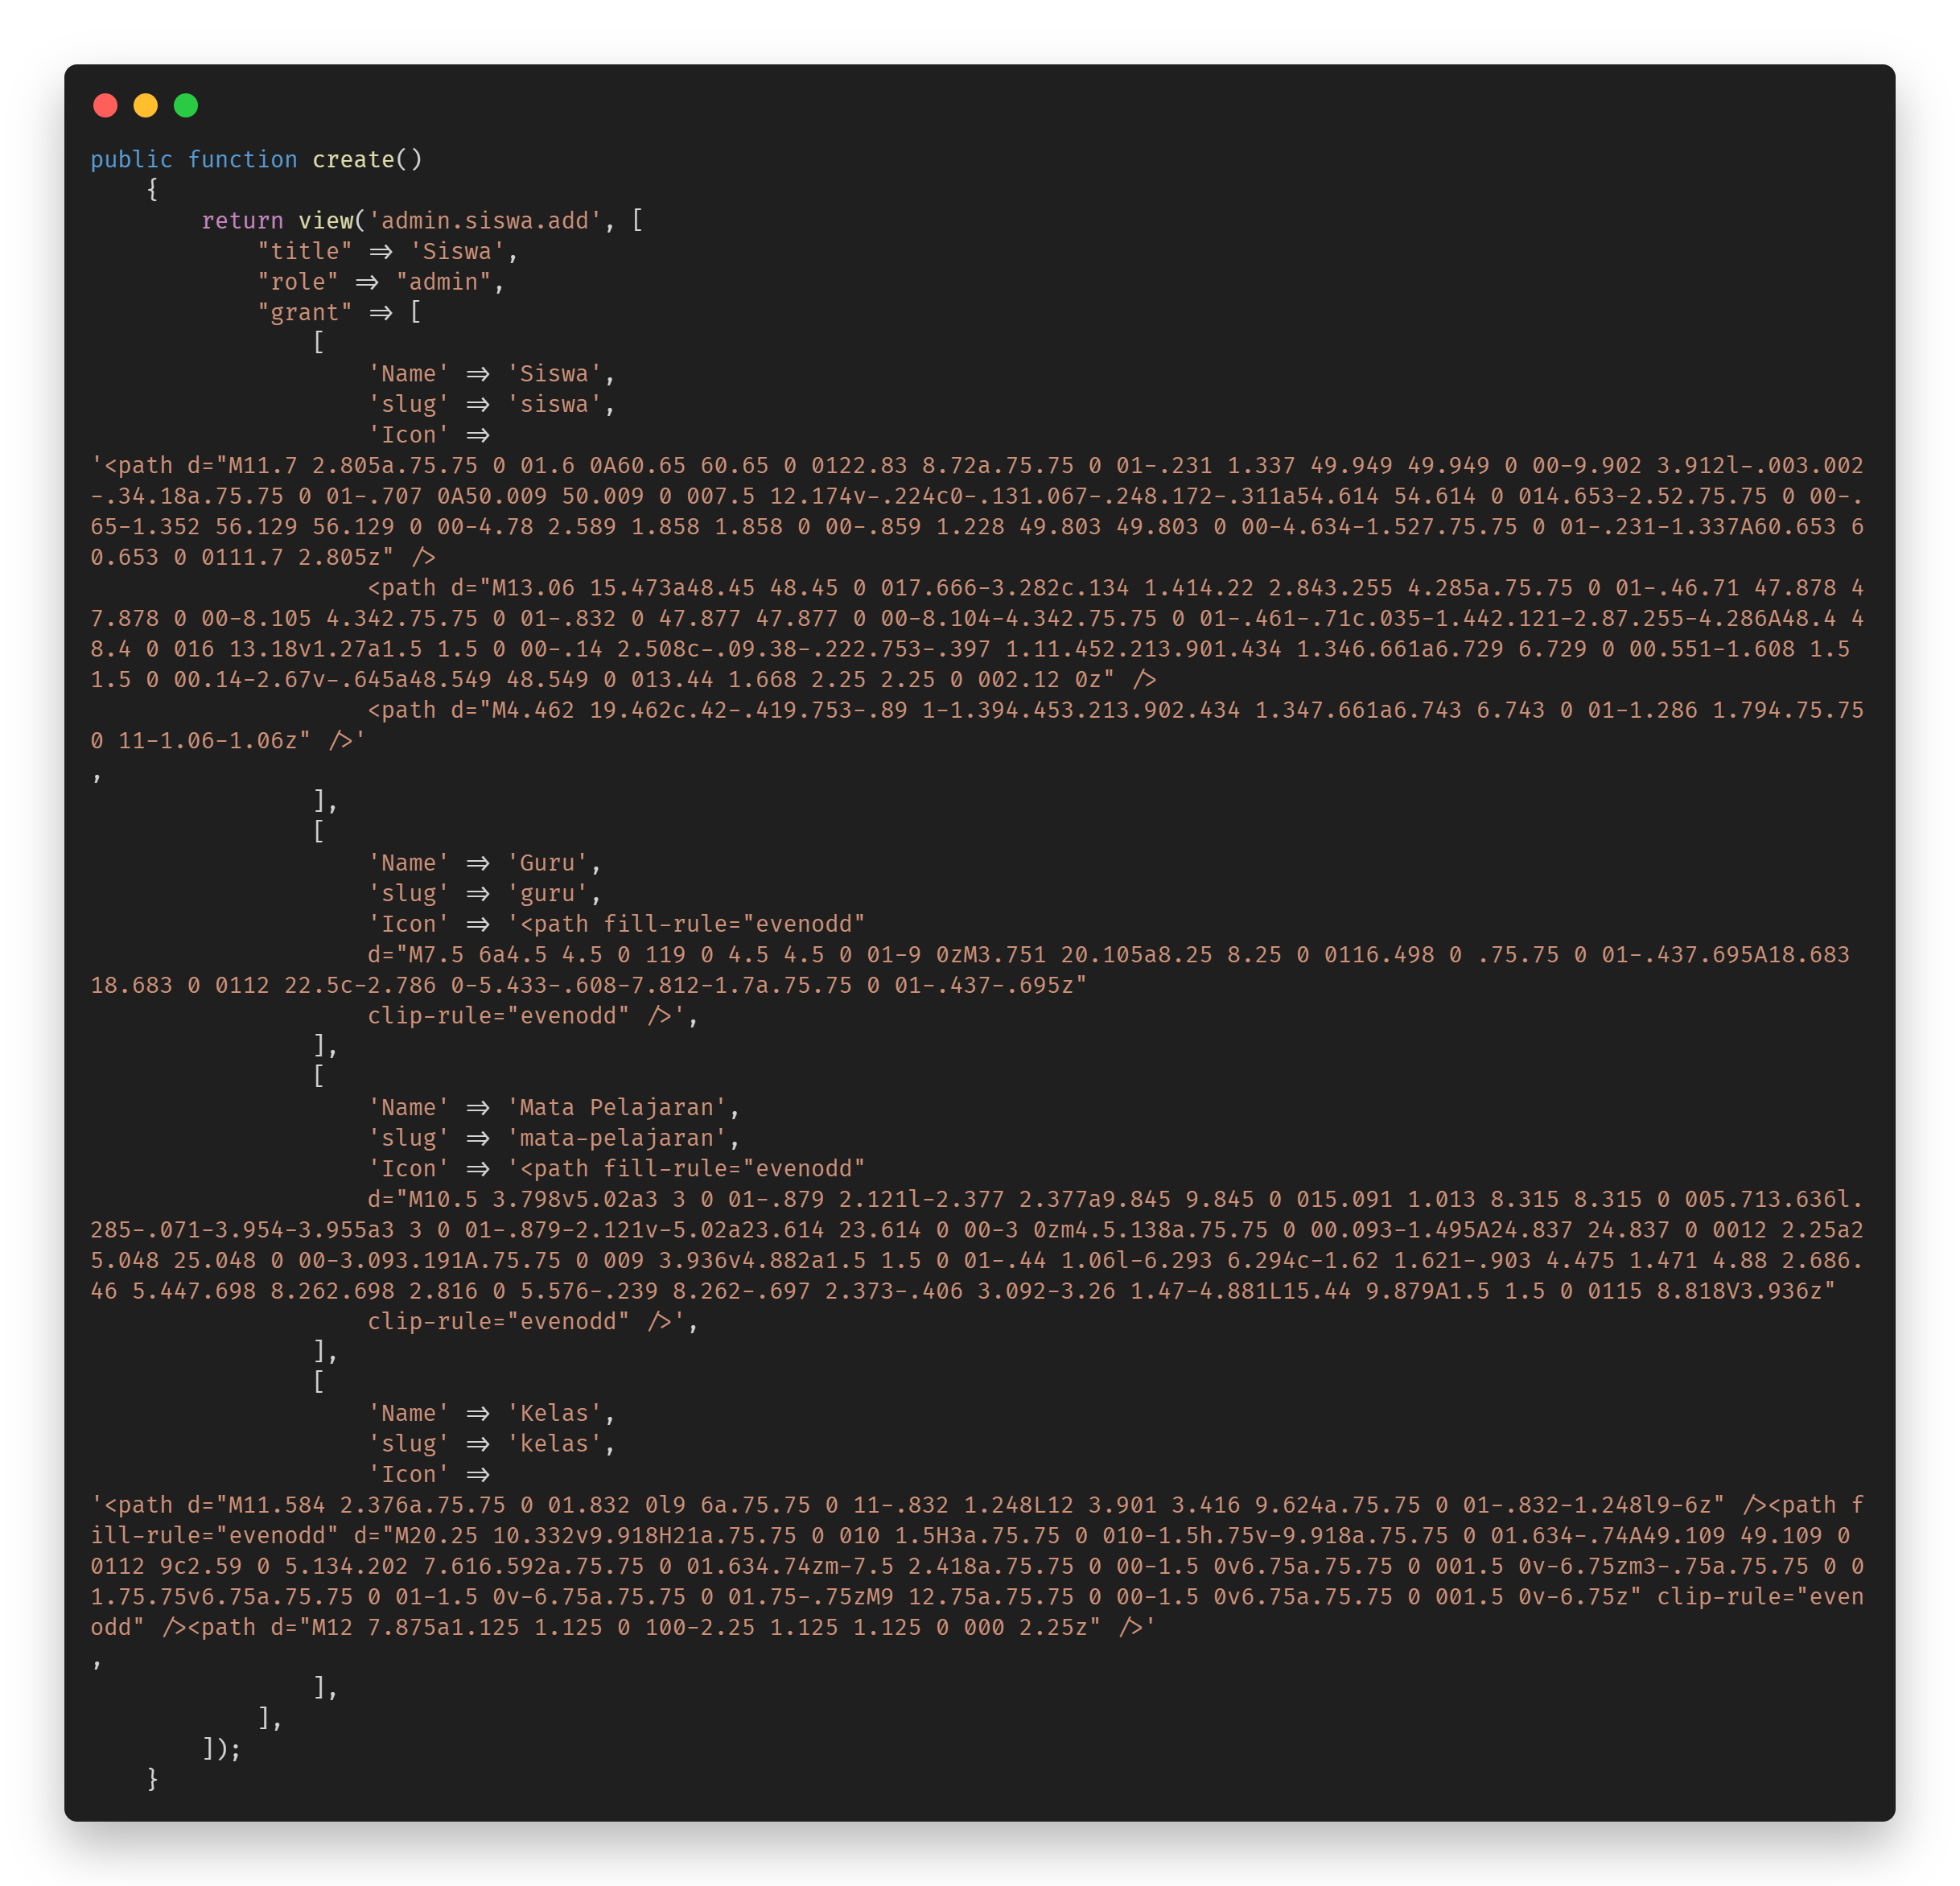 public function create()
    {
        return view('admin.siswa.add', [
            "title" => 'Siswa',
            "role" => "admin",
            "grant" => [
                [
                    'Name' => 'Siswa',
                    'slug' => 'siswa',
                    'Icon' =>
'<path d="M11.7 2.805a.75.75 0 01.6 0A60.65 60.65 0 0122.83 8.72a.75.75 0 01-.231 1.337 49.949 49.949 0 00-9.902 3.912l-.003.002
-.34.18a.75.75 0 01-.707 0A50.009 50.009 0 007.5 12.174v-.224c0-.131.067-.248.172-.311a54.614 54.614 0 014.653-2.52.75.75 0 00-.
65-1.352 56.129 56.129 0 00-4.78 2.589 1.858 1.858 0 00-.859 1.228 49.803 49.803 0 00-4.634-1.527.75.75 0 01-.231-1.337A60.653 6
0.653 0 0111.7 2.805z" />
                    <path d="M13.06 15.473a48.45 48.45 0 017.666-3.282c.134 1.414.22 2.843.255 4.285a.75.75 0 01-.46.71 47.878 4
7.878 0 00-8.105 4.342.75.75 0 01-.832 0 47.877 47.877 0 00-8.104-4.342.75.75 0 01-.461-.71c.035-1.442.121-2.87.255-4.286A48.4 4
8.4 0 016 13.18v1.27a1.5 1.5 0 00-.14 2.508c-.09.38-.222.753-.397 1.11.452.213.901.434 1.346.661a6.729 6.729 0 00.551-1.608 1.5
1.5 0 00.14-2.67v-.645a48.549 48.549 0 013.44 1.668 2.25 2.25 0 002.12 0z" />
                    <path d="M4.462 19.462c.42-.419.753-.89 1-1.394.453.213.902.434 1.347.661a6.743 6.743 0 01-1.286 1.794.75.75
0 11-1.06-1.06z" />'
,
                ],
                [
                    'Name' => 'Guru',
                    'slug' => 'guru',
                    'Icon' => '<path fill-rule="evenodd"
                    d="M7.5 6a4.5 4.5 0 119 0 4.5 4.5 0 01-9 0zM3.751 20.105a8.25 8.25 0 0116.498 0 .75.75 0 01-.437.695A18.683
18.683 0 0112 22.5c-2.786 0-5.433-.608-7.812-1.7a.75.75 0 01-.437-.695z"
                    clip-rule="evenodd" />',
                ],
                [
                    'Name' => 'Mata Pelajaran',
                    'slug' => 'mata-pelajaran',
                    'Icon' => '<path fill-rule="evenodd"
                    d="M10.5 3.798v5.02a3 3 0 01-.879 2.121l-2.377 2.377a9.845 9.845 0 015.091 1.013 8.315 8.315 0 005.713.636l.
285-.071-3.954-3.955a3 3 0 01-.879-2.121v-5.02a23.614 23.614 0 00-3 0zm4.5.138a.75.75 0 00.093-1.495A24.837 24.837 0 0012 2.25a2
5.048 25.048 0 00-3.093.191A.75.75 0 009 3.936v4.882a1.5 1.5 0 01-.44 1.06l-6.293 6.294c-1.62 1.621-.903 4.475 1.471 4.88 2.686.
46 5.447.698 8.262.698 2.816 0 5.576-.239 8.262-.697 2.373-.406 3.092-3.26 1.47-4.881L15.44 9.879A1.5 1.5 0 0115 8.818V3.936z"
                    clip-rule="evenodd" />',
                ],
                [
                    'Name' => 'Kelas',
                    'slug' => 'kelas',
                    'Icon' =>
'<path d="M11.584 2.376a.75.75 0 01.832 0l9 6a.75.75 0 11-.832 1.248L12 3.901 3.416 9.624a.75.75 0 01-.832-1.248l9-6z" /><path f
ill-rule="evenodd" d="M20.25 10.332v9.918H21a.75.75 0 010 1.5H3a.75.75 0 010-1.5h.75v-9.918a.75.75 0 01.634-.74A49.109 49.109 0
0112 9c2.59 0 5.134.202 7.616.592a.75.75 0 01.634.74zm-7.5 2.418a.75.75 0 00-1.5 0v6.75a.75.75 0 001.5 0v-6.75zm3-.75a.75.75 0 0
1.75.75v6.75a.75.75 0 01-1.5 0v-6.75a.75.75 0 01.75-.75zM9 12.75a.75.75 0 00-1.5 0v6.75a.75.75 0 001.5 0v-6.75z" clip-rule="even
odd" /><path d="M12 7.875a1.125 1.125 0 100-2.25 1.125 1.125 0 000 2.25z" />'
,
                ],
            ],
        ]);
    }